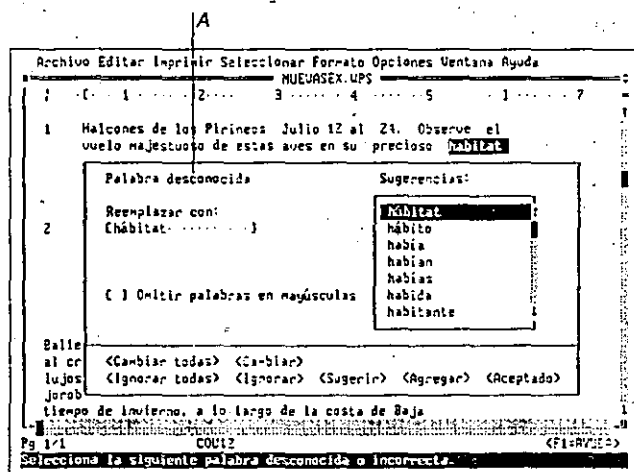 A
Archivo Editar Imprimir Seleccionar Formato Opciones Ventana Ayuda
NUEVASEX.WPS
[ 1 2 3 4 5 ] 7
1 Halcones de los Pirineos Julio 12 al 24. Observe el
vuelo majestuoso de estas aves en su precioso habitat
2
Palabra desconocida
Reemplazar con:
[hábitat········]
[ ] Omitir palabras en mayúsculas
Sugerencias:
hábitat
hábito
había
habían
habías
habida
habitante
<Cambiar todas> <Cambiar>
<Ignorar todas> <Ignorar> <Sugerir> <Agregar> <Aceptado>
Balle
al cr
lujos
jorob
tiempo de invierno, a lo largo de la costa de Baja
Pg 1/1 COU12 <F1=AYUDA>
Selecciona la siguiente palabra desconocida o incorrecta.